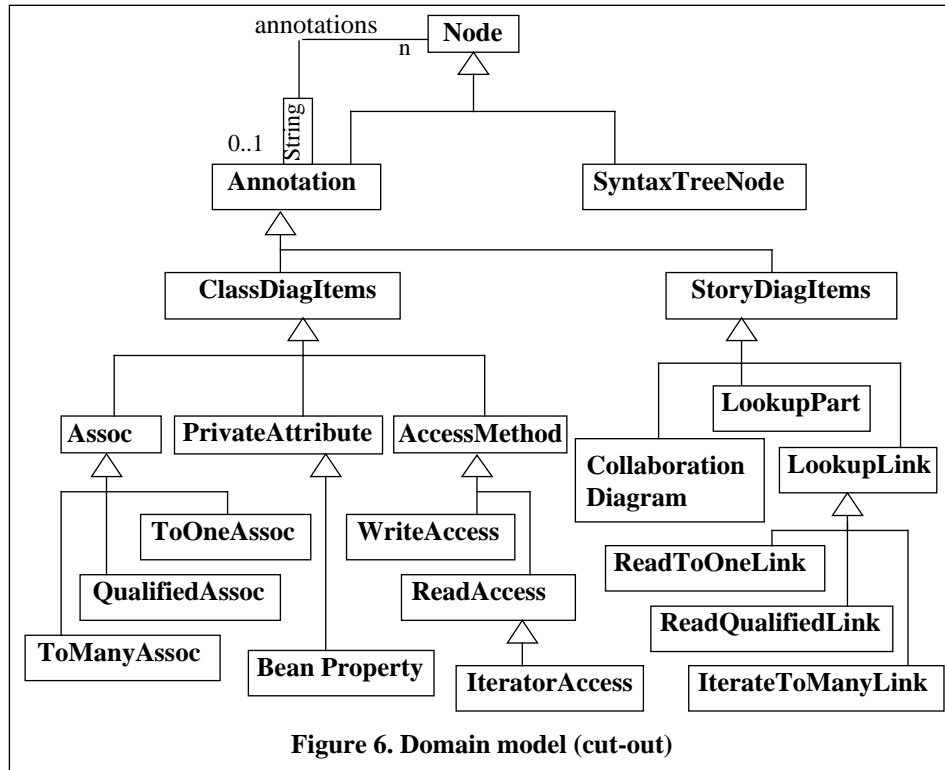 annotations
Node
n
String
0..1
Annotation
SyntaxTreeNode
ClassDiagItems
StoryDiagItems
LookupPart
Assoc
PrivateAttribute
AccessMethod
Collaboration
Diagram
LookupLink
ToOneAssoc
WriteAccess
ReadToOneLink
QualifiedAssoc
ReadAccess
ReadQualifiedLink
ToManyAssoc
Bean Property
IteratorAccess
IterateToManyLink
Figure 6. Domain model (cut-out)